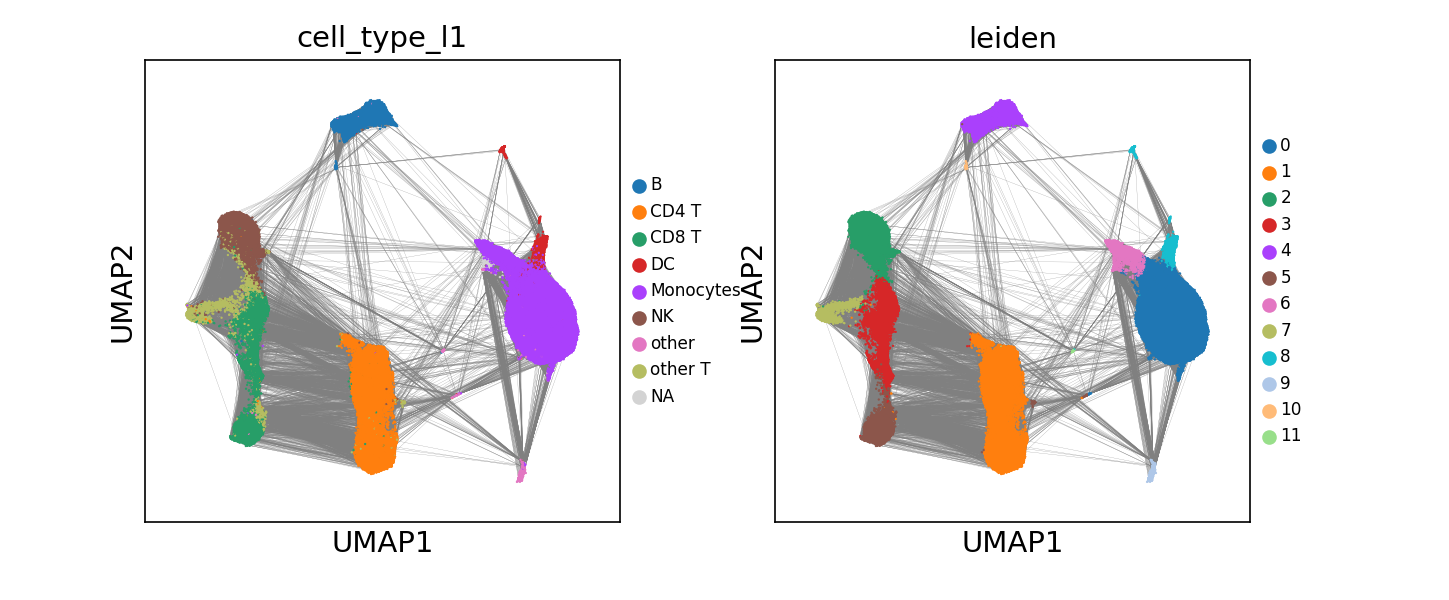 cell_type_l1
UMAP2
UMAP1
B
CD4 T
CD8 T
DC
Monocytes
NK
other
other T
NA
leiden
UMAP2
UMAP1
0
1
2
3
4
5
6
7
8
9
10
11